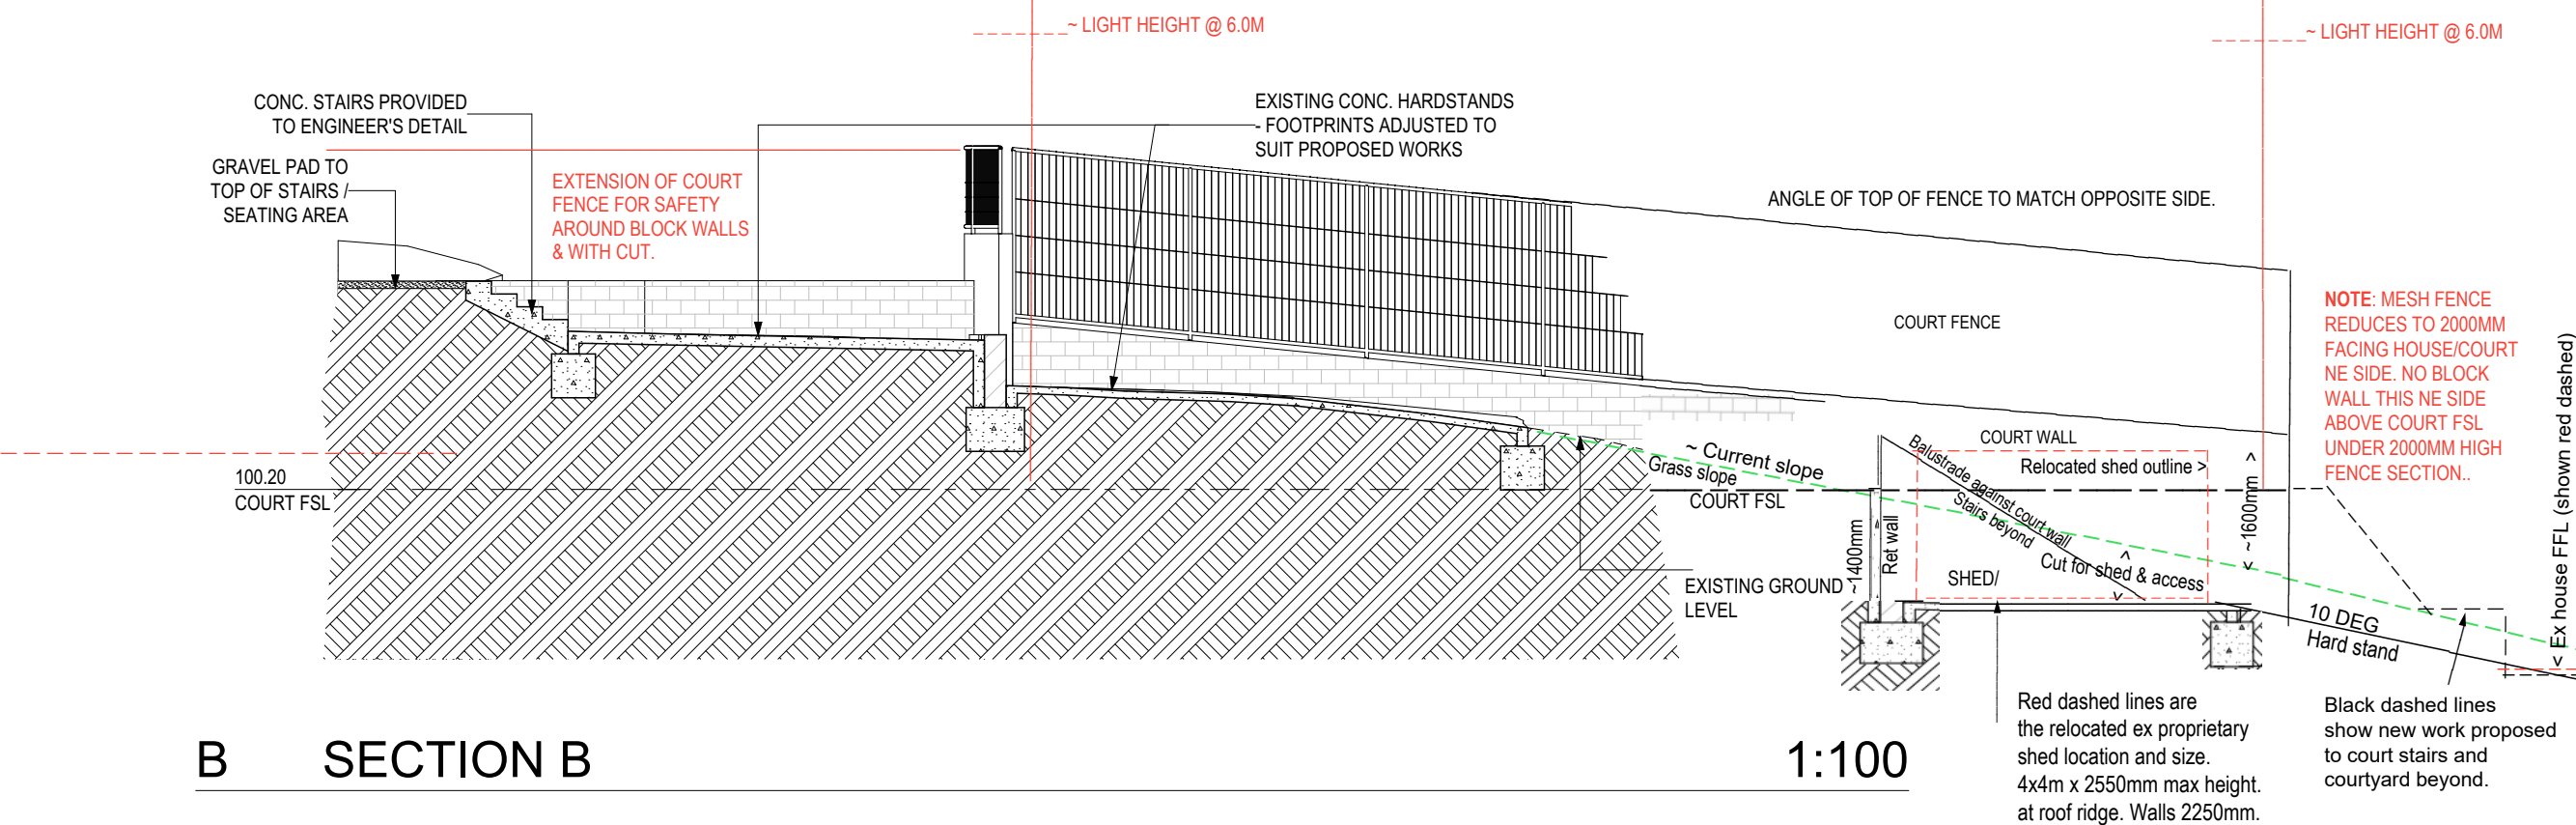 ~ LIGHT HEIGHT @ 6.0M
~ LIGHT HEIGHT @ 6.0M
CONC. STAIRS PROVIDED
TO ENGINEER'S DETAIL
GRAVEL PAD TO
TOP OF STAIRS /
SEATING AREA
EXTENSION OF COURT
FENCE FOR SAFETY
AROUND BLOCK WALLS
& WITH CUT.
EXISTING CONC. HARDSTANDS
- FOOTPRINTS ADJUSTED TO
SUIT PROPOSED WORKS
ANGLE OF TOP OF FENCE TO MATCH OPPOSITE SIDE.
COURT FENCE
NOTE: MESH FENCE
REDUCES TO 2000MM
FACING HOUSE/COURT
NE SIDE. NO BLOCK
WALL THIS NE SIDE
ABOVE COURT FSL
UNDER 2000MM HIGH
FENCE SECTION..
< Ex house FFL (shown red dashed)
100.20
COURT FSL
~ Current slope
Grass slope
COURT FSL
COURT WALL
Relocated shed outline >
Balustrade against court wall
Stairs beyond
< ~1600mm >
~1400mm
Ret wall
< Cut for shed & access >
SHED/
EXISTING GROUND
LEVEL
10 DEG
Hard stand
Red dashed lines are
the relocated ex proprietary
shed location and size.
4x4m x 2550mm max height.
at roof ridge. Walls 2250mm.
Black dashed lines
show new work proposed
to court stairs and
courtyard beyond.
B SECTION B 1:100